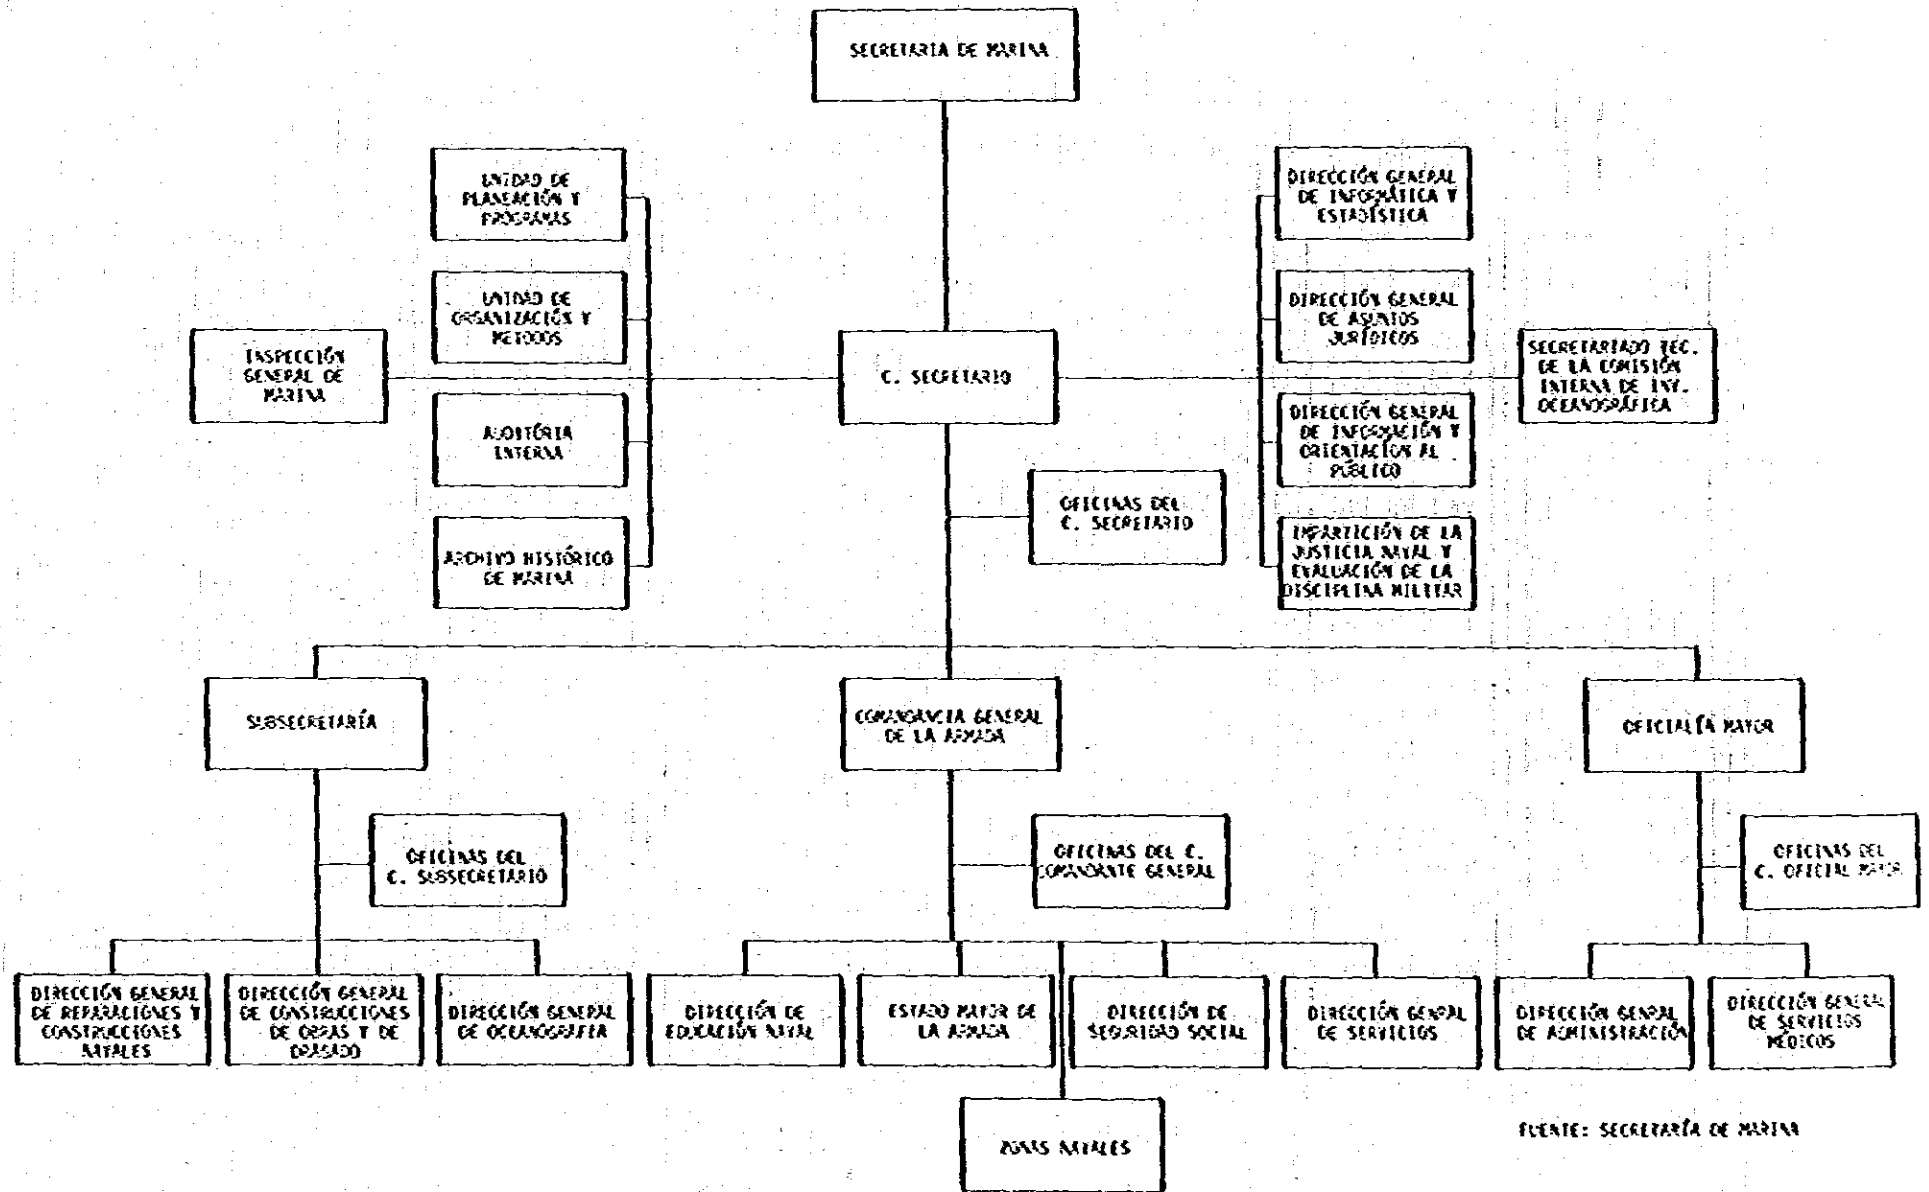 SECRETARIA DE MARINA
UNIDAD DE
PLANEACIÓN Y
PROGRAMAS
DIRECCIÓN GENERAL
DE INFORMÁTICA Y
ESTADÍSTICA
UNIDAD DE
ORGANIZACIÓN Y
METODOS
DIRECCIÓN GENERAL
DE ASUNTOS
JURÍDICOS
INSPECCIÓN
GENERAL DE
MARINA
C. SECRETARIO
SECRETARIADO TEC.
DE LA COMISIÓN
INTERNA DE INV.
OCEANOGRÁFICA
AUDITÓRIA
INTERNA
DIRECCIÓN GENERAL
DE INFORMACIÓN Y
ORIENTACIÓN AL
PÚBLICO
OFICINAS DEL
C. SECRETARIO
ARCHIVO HISTÓRICO
DE MARINA
IMPARTICIÓN DE LA
JUSTICIA NAVAL Y
EVALUACIÓN DE LA
DISCIPLINA MILITAR
SUBSECRETARÍA
COMANDANCIA GENERAL
DE LA ARMADA
OFICIALÍA MAYOR
OFICINAS DEL
C. SUBSECRETARIO
OFICINAS DEL C.
COMANDANTE GENERAL
OFICINAS DEL
C. OFICIAL MAYOR
DIRECCIÓN GENERAL
DE REPARACIONES Y
CONSTRUCCIONES
NAVALES
DIRECCIÓN GENERAL
DE CONSTRUCCIONES
DE OBRAS Y DE
DRAGADO
DIRECCIÓN GENERAL
DE OCEANOGRAFIA
DIRECCIÓN DE
EDUCACIÓN NAVAL
ESTADO MAYOR DE
LA ARMADA
DIRECCIÓN DE
SEGURIDAD SOCIAL
DIRECCIÓN GENRAL
DE SERVICIOS
DIRECCIÓN GENRAL
DE ADMINISTRACIÓN
DIRECCIÓN GENERAL
DE SERVICIOS
MÉDICOS
ZONAS NAVALES
FUENTE: SECRETARÍA DE MARINA